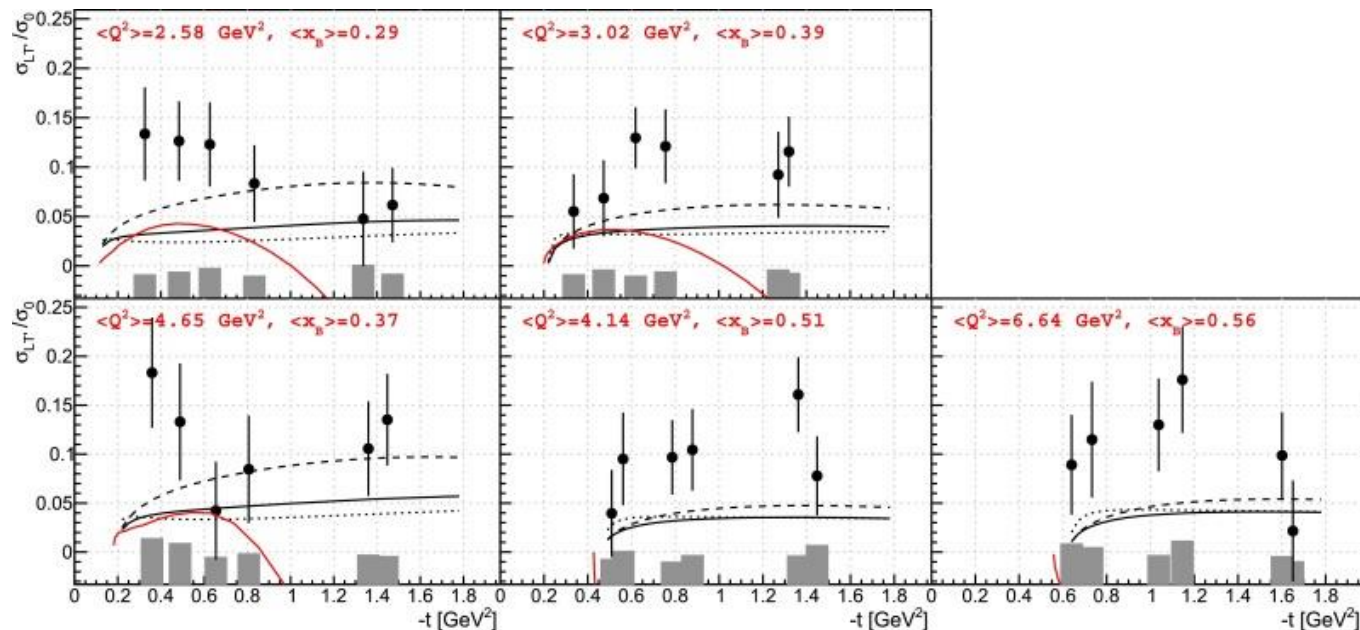 <Q²>=2.58 GeV², <x_B>=0.29
<Q²>=3.02 GeV², <x_B>=0.39
σ_LT'/σ_0
0.25
0.2
0.15
0.1
0.05
0
<Q²>=4.65 GeV², <x_B>=0.37
<Q²>=4.14 GeV², <x_B>=0.51
<Q²>=6.64 GeV², <x_B>=0.56
σ_LT'/σ_0
0.25
0.2
0.15
0.1
0.05
0
0 0.2 0.4 0.6 0.8 1 1.2 1.4 1.6 1.8
0 0.2 0.4 0.6 0.8 1 1.2 1.4 1.6 1.8
0 0.2 0.4 0.6 0.8 1 1.2 1.4 1.6 1.8 2
-t [GeV²]
-t [GeV²]
-t [GeV²]